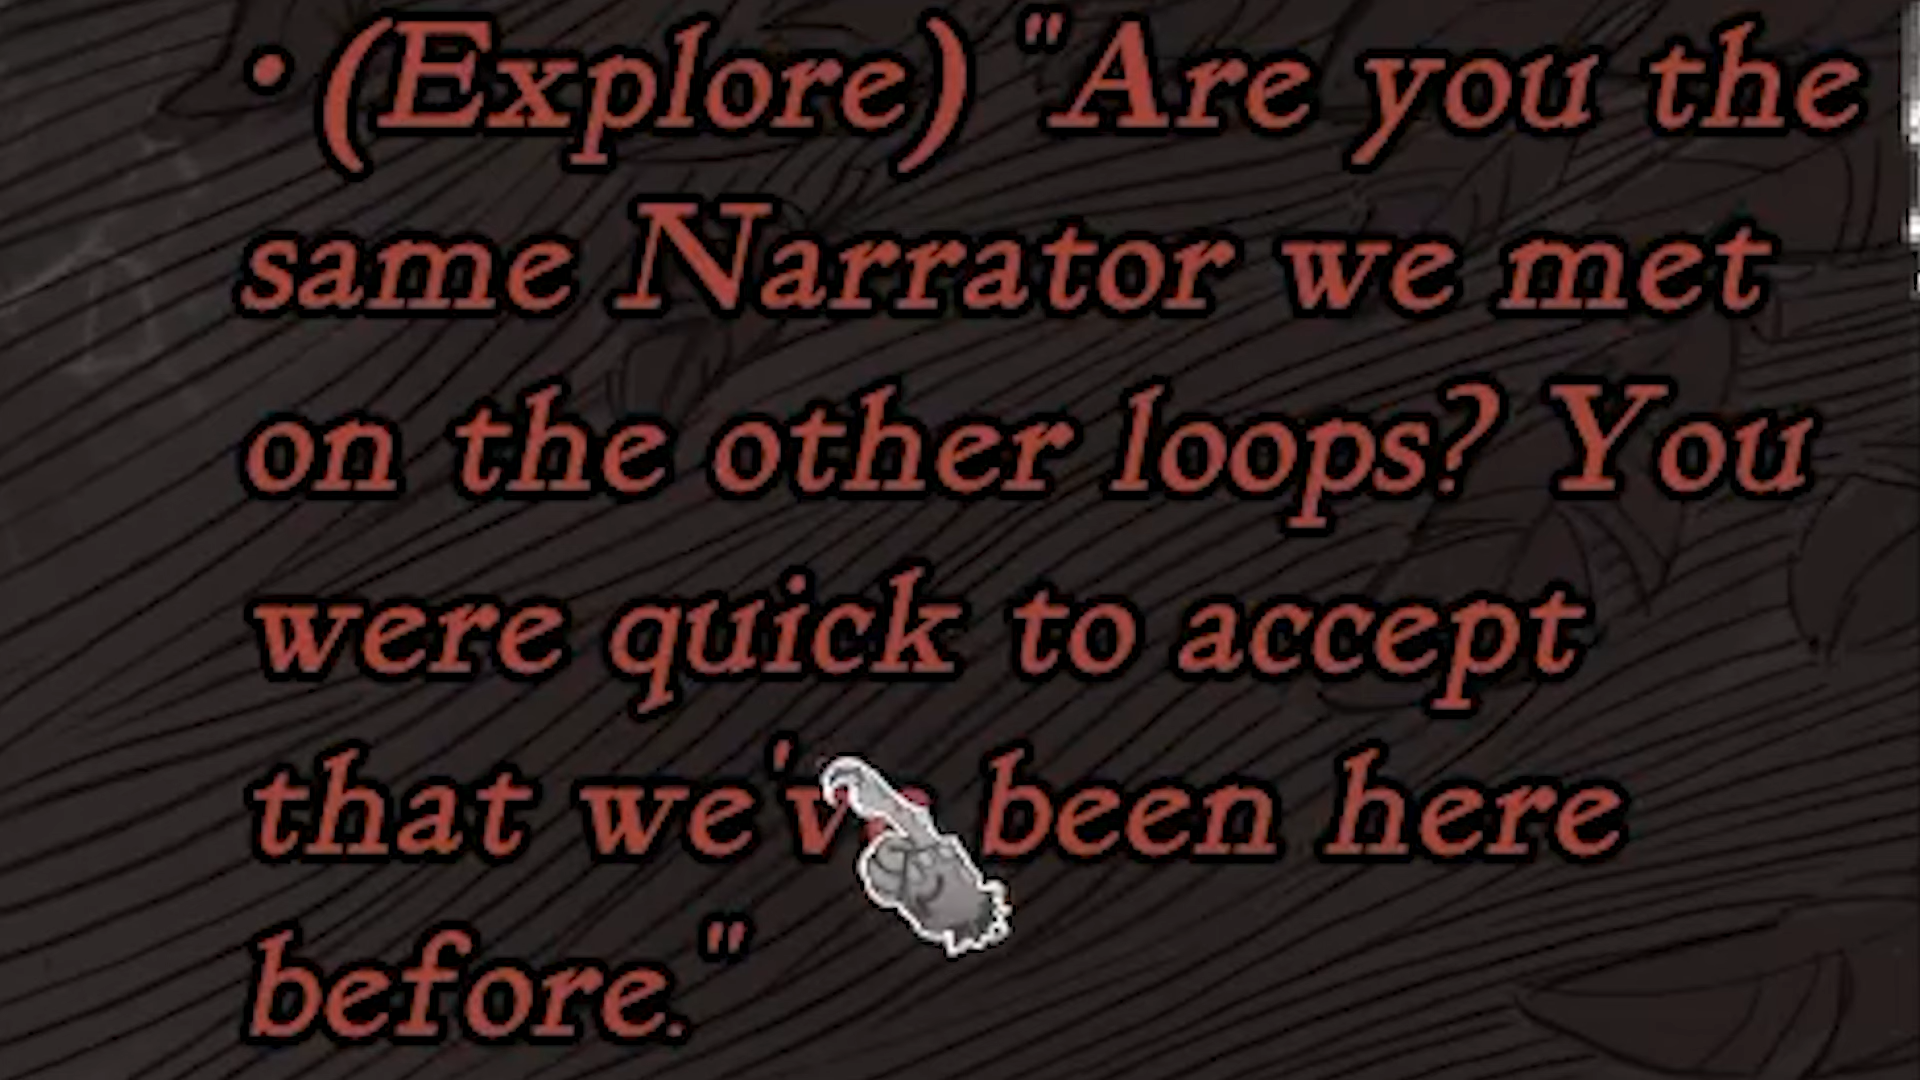 • (Explore) "Are you the
same Narrator we met
on the other loops? You
were quick to accept
that we've been here
before."